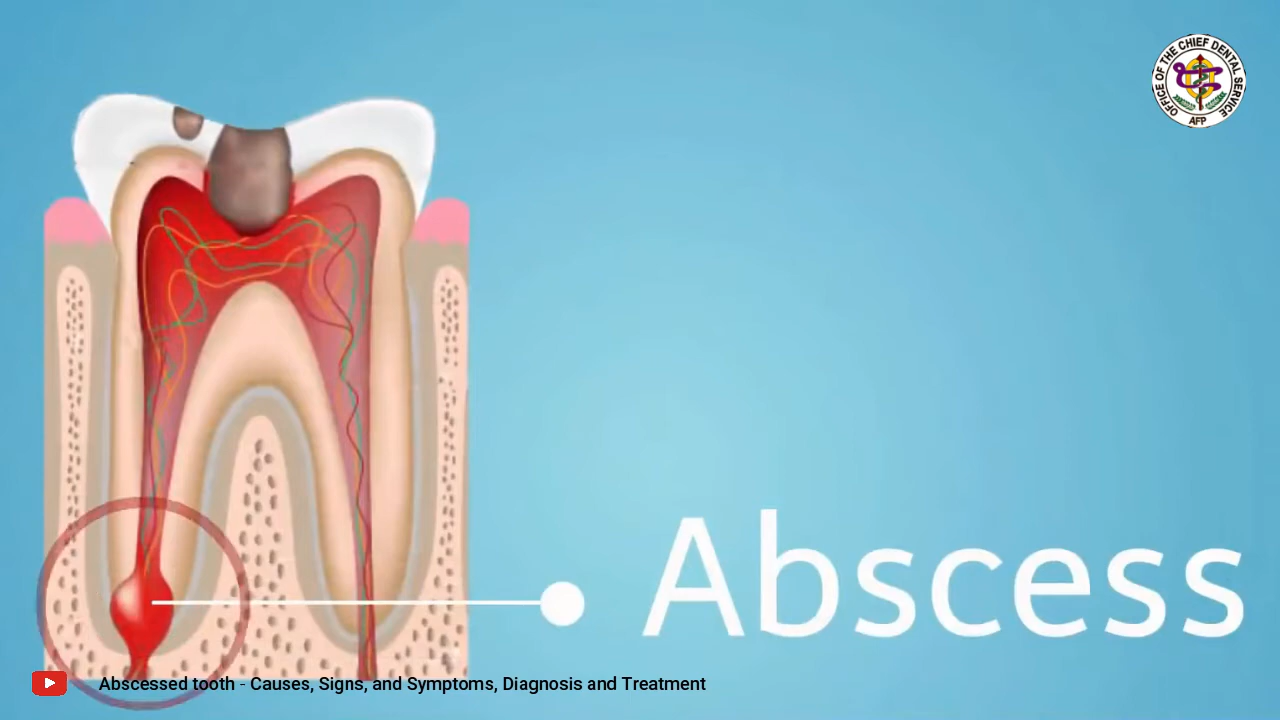 OFFICE OF THE CHIEF DENTAL SERVICE
AFP
Abscess
Abscessed tooth - Causes, Signs, and Symptoms, Diagnosis and Treatment